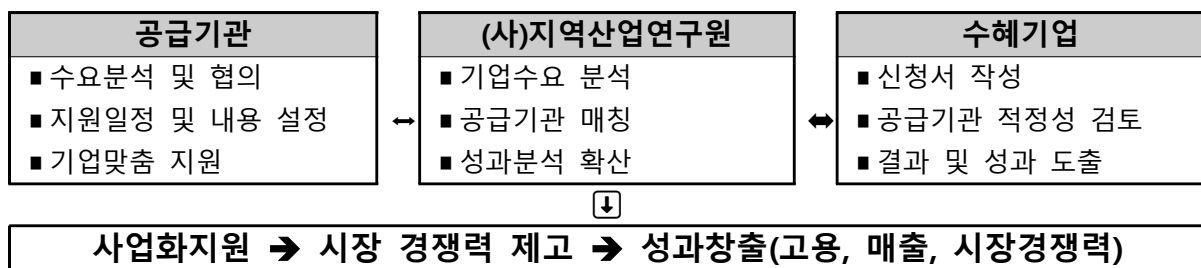 공급기관
■ 수요분석 및 협의
■ 지원일정 및 내용 설정
■ 기업맞춤 지원
↔
(사)지역산업연구원
■ 기업수요 분석
■ 공급기관 매칭
■ 성과분석 확산
⬌
수혜기업
■ 신청서 작성
■ 공급기관 적정성 검토
■ 결과 및 성과 도출
⬇
사업화지원 ➔ 시장 경쟁력 제고 ➔ 성과창출(고용, 매출, 시장경쟁력)